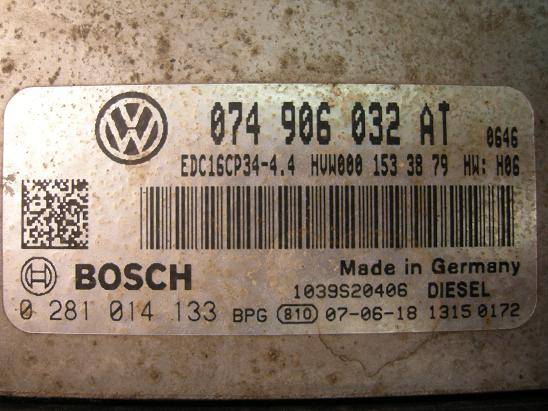 074 906 032 AT 0646
EDC16CP34-4.4 HVW000 153 38 79 HW: H06
BOSCH
Made in Germany
1039S20406 DIESEL
0 281 014 133 BPG 810 07-06-18 1315 0172